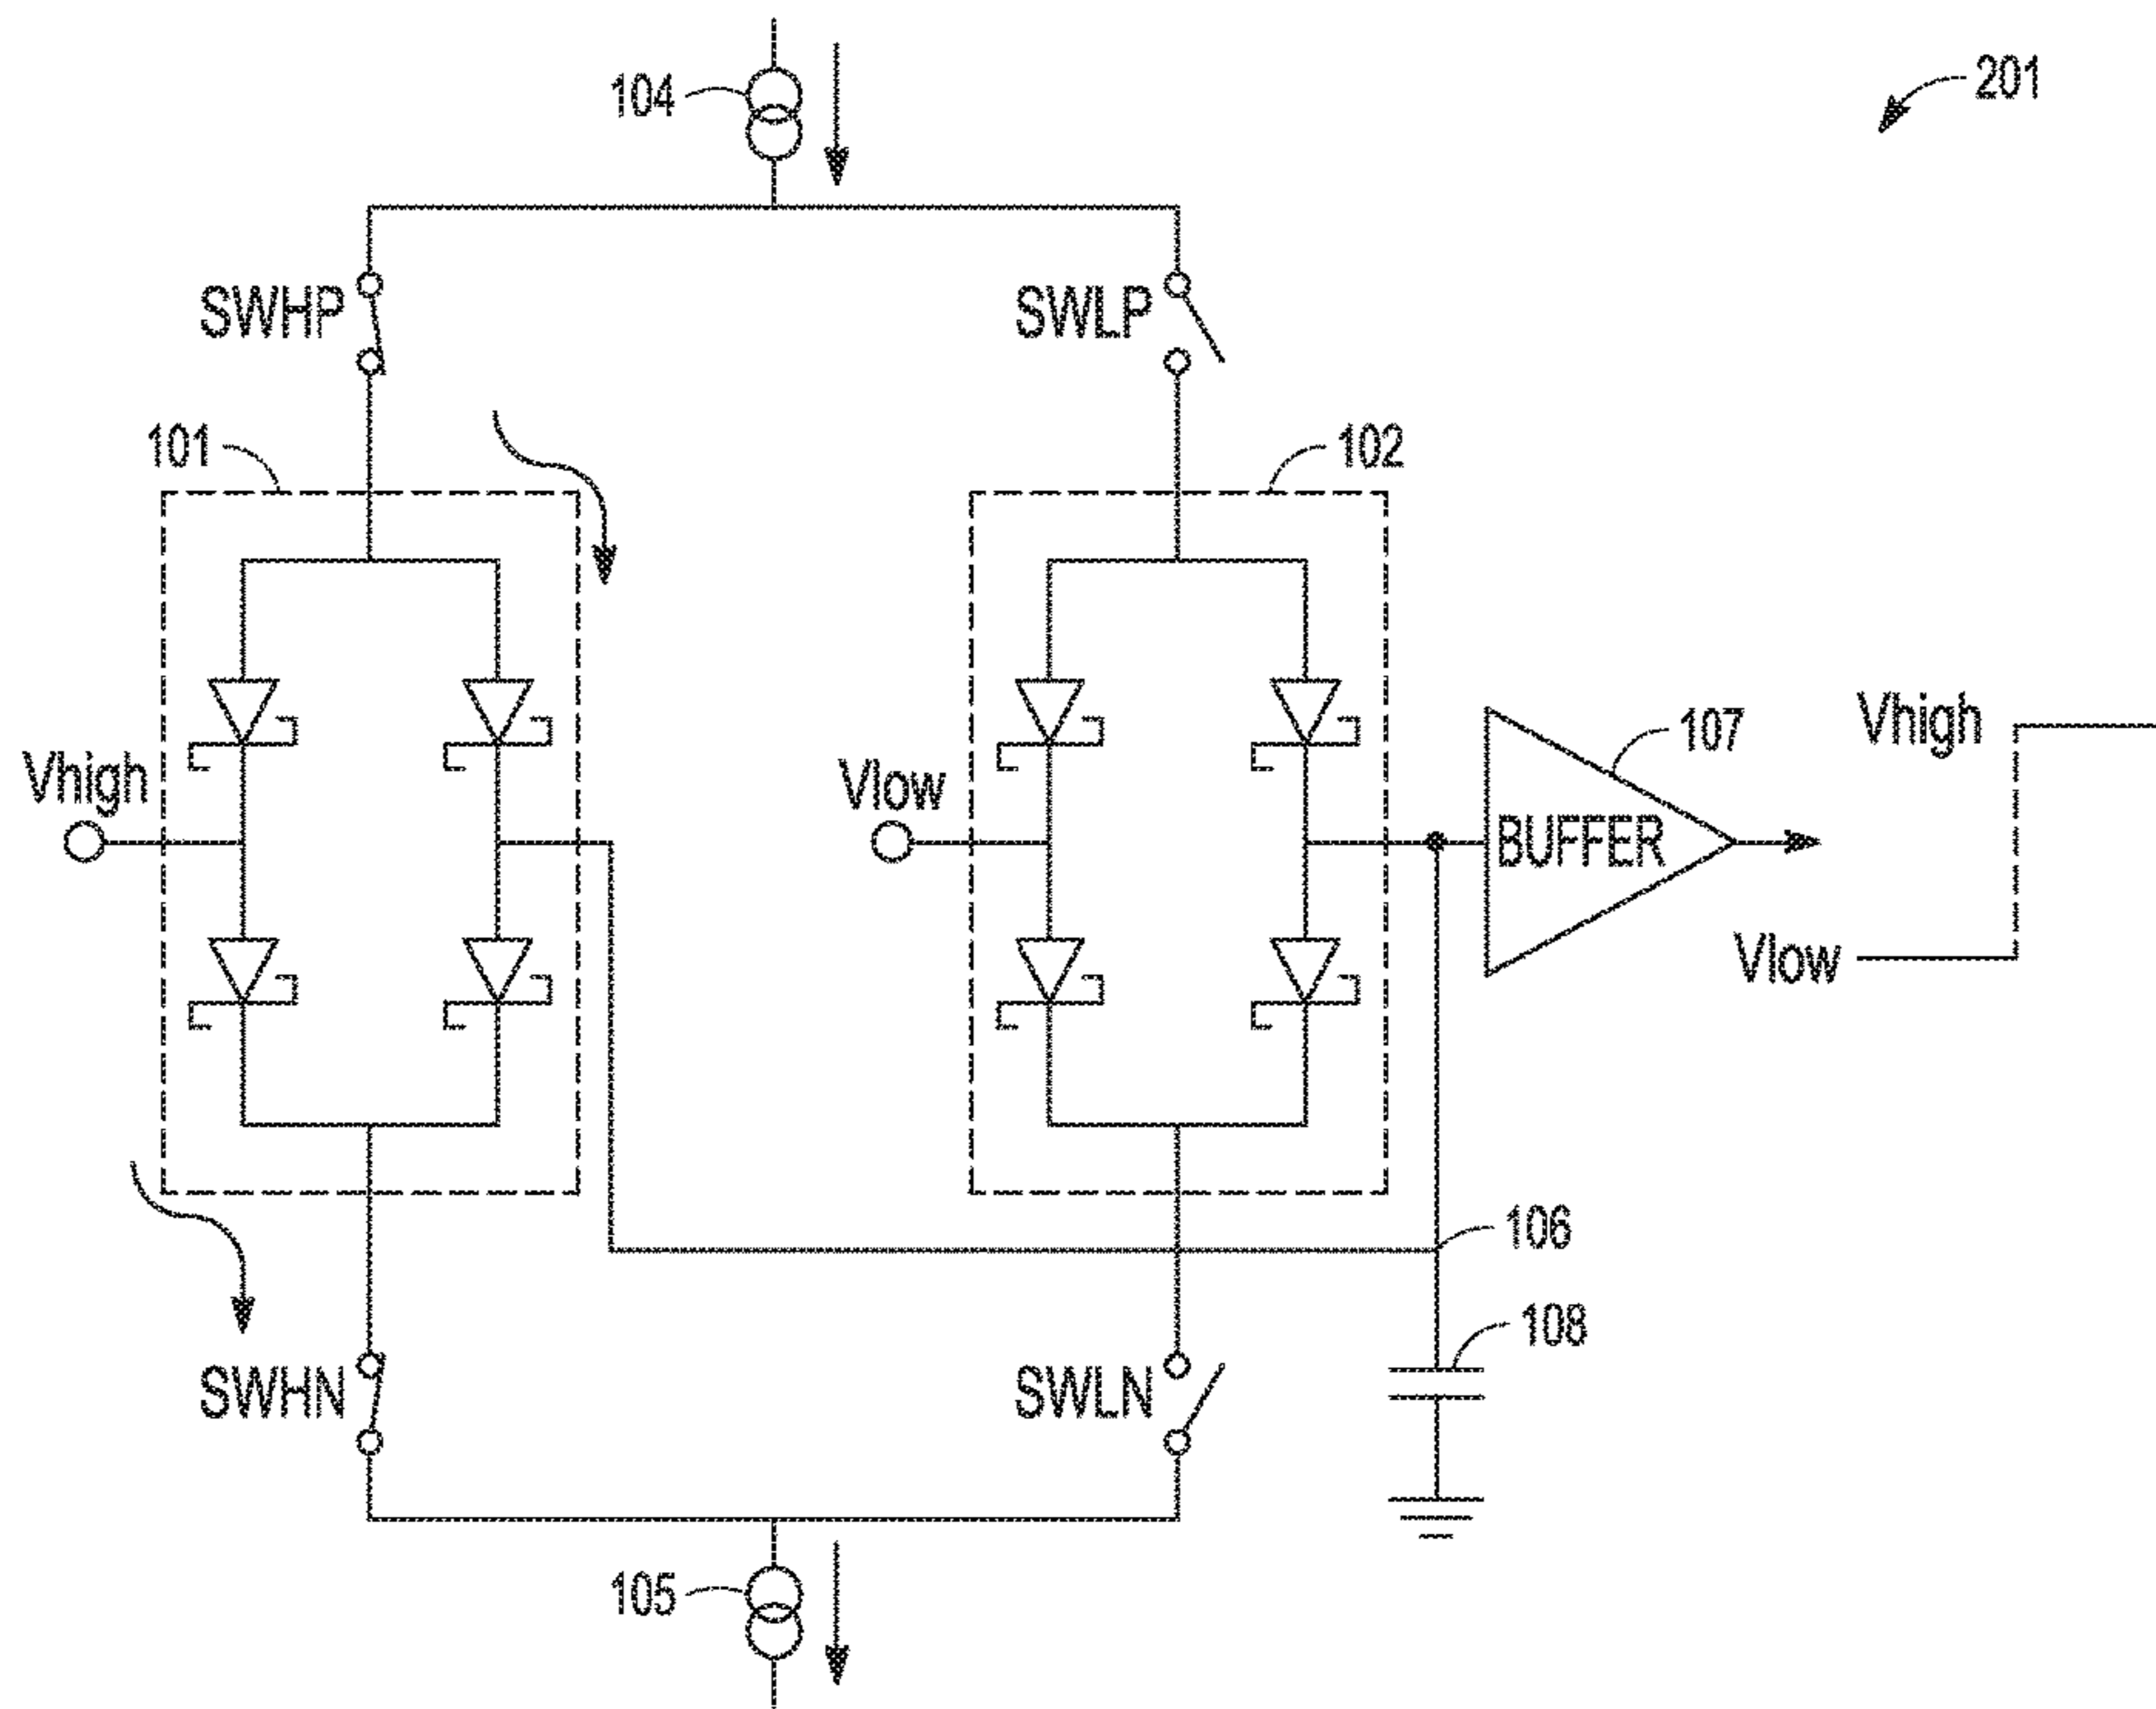 104
201
SWHP
SWLP
101
102
Vhigh
Vlow
BUFFER
107
Vhigh
Vlow
106
108
SWHN
SWLN
105